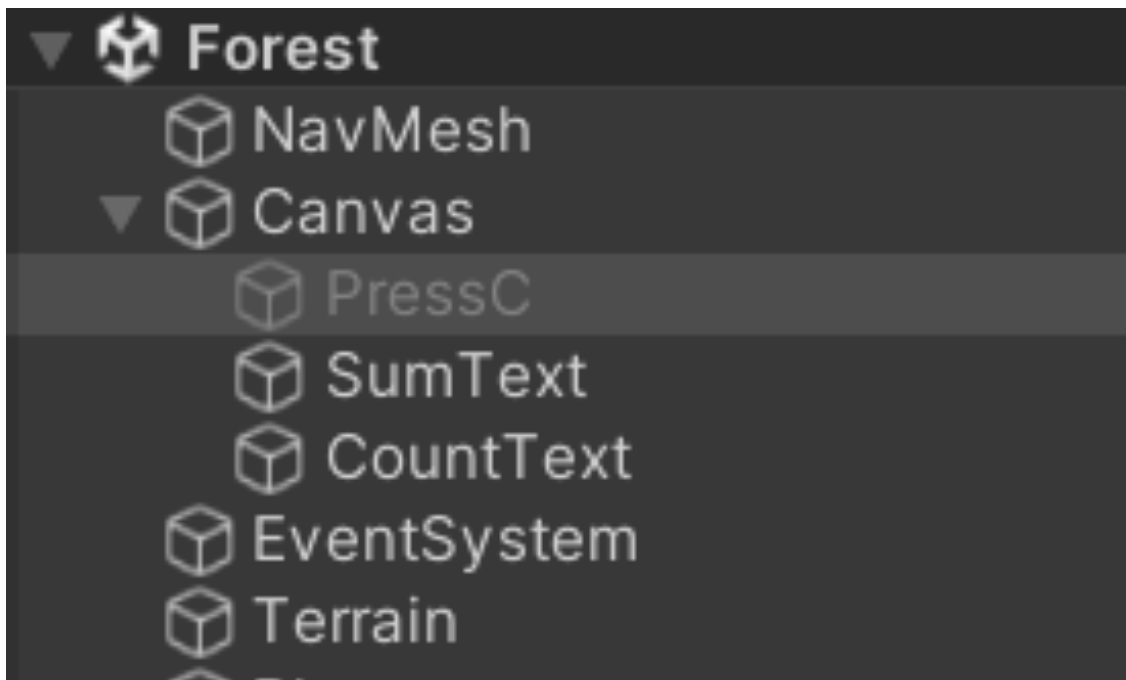 Forest
NavMesh
Canvas
PressC
SumText
CountText
EventSystem
Terrain